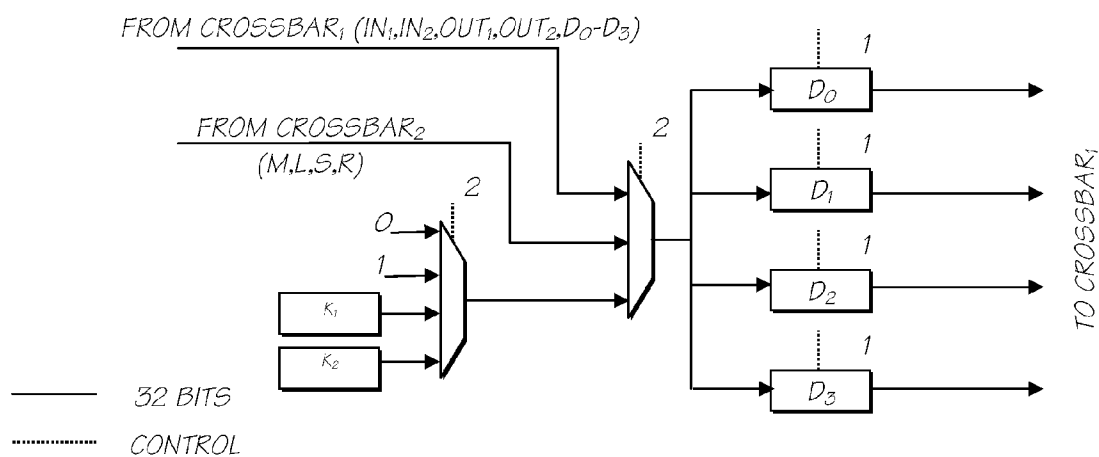 FROM CROSSBAR₁ (IN₁,IN₂,OUT₁,OUT₂,D₀-D₃)
1
D₀
FROM CROSSBAR₂
(M,L,S,R)
2
1
D₁
2
0
1
1
D₂
K₁
K₂
1
D₃
TO CROSSBAR₁
32 BITS
CONTROL